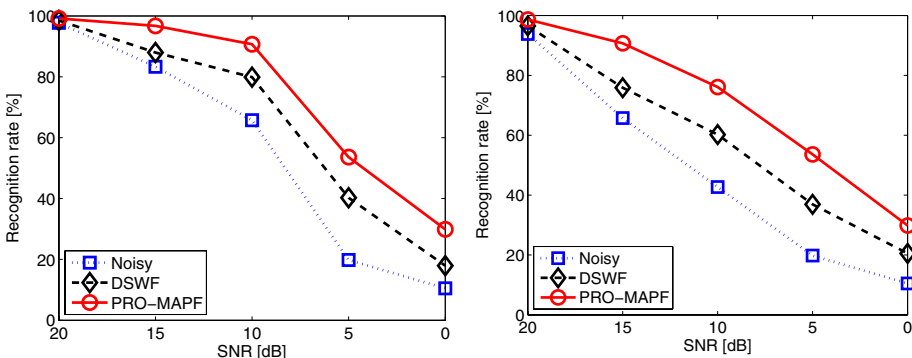 100
80
60
40
20
0
Recognition rate [%]
20 15 10 5 0
SNR [dB]
Noisy
DSWF
PRO-MAPF
100
80
60
40
20
0
Recognition rate [%]
20 15 10 5 0
SNR [dB]
Noisy
DSWF
PRO-MAPF